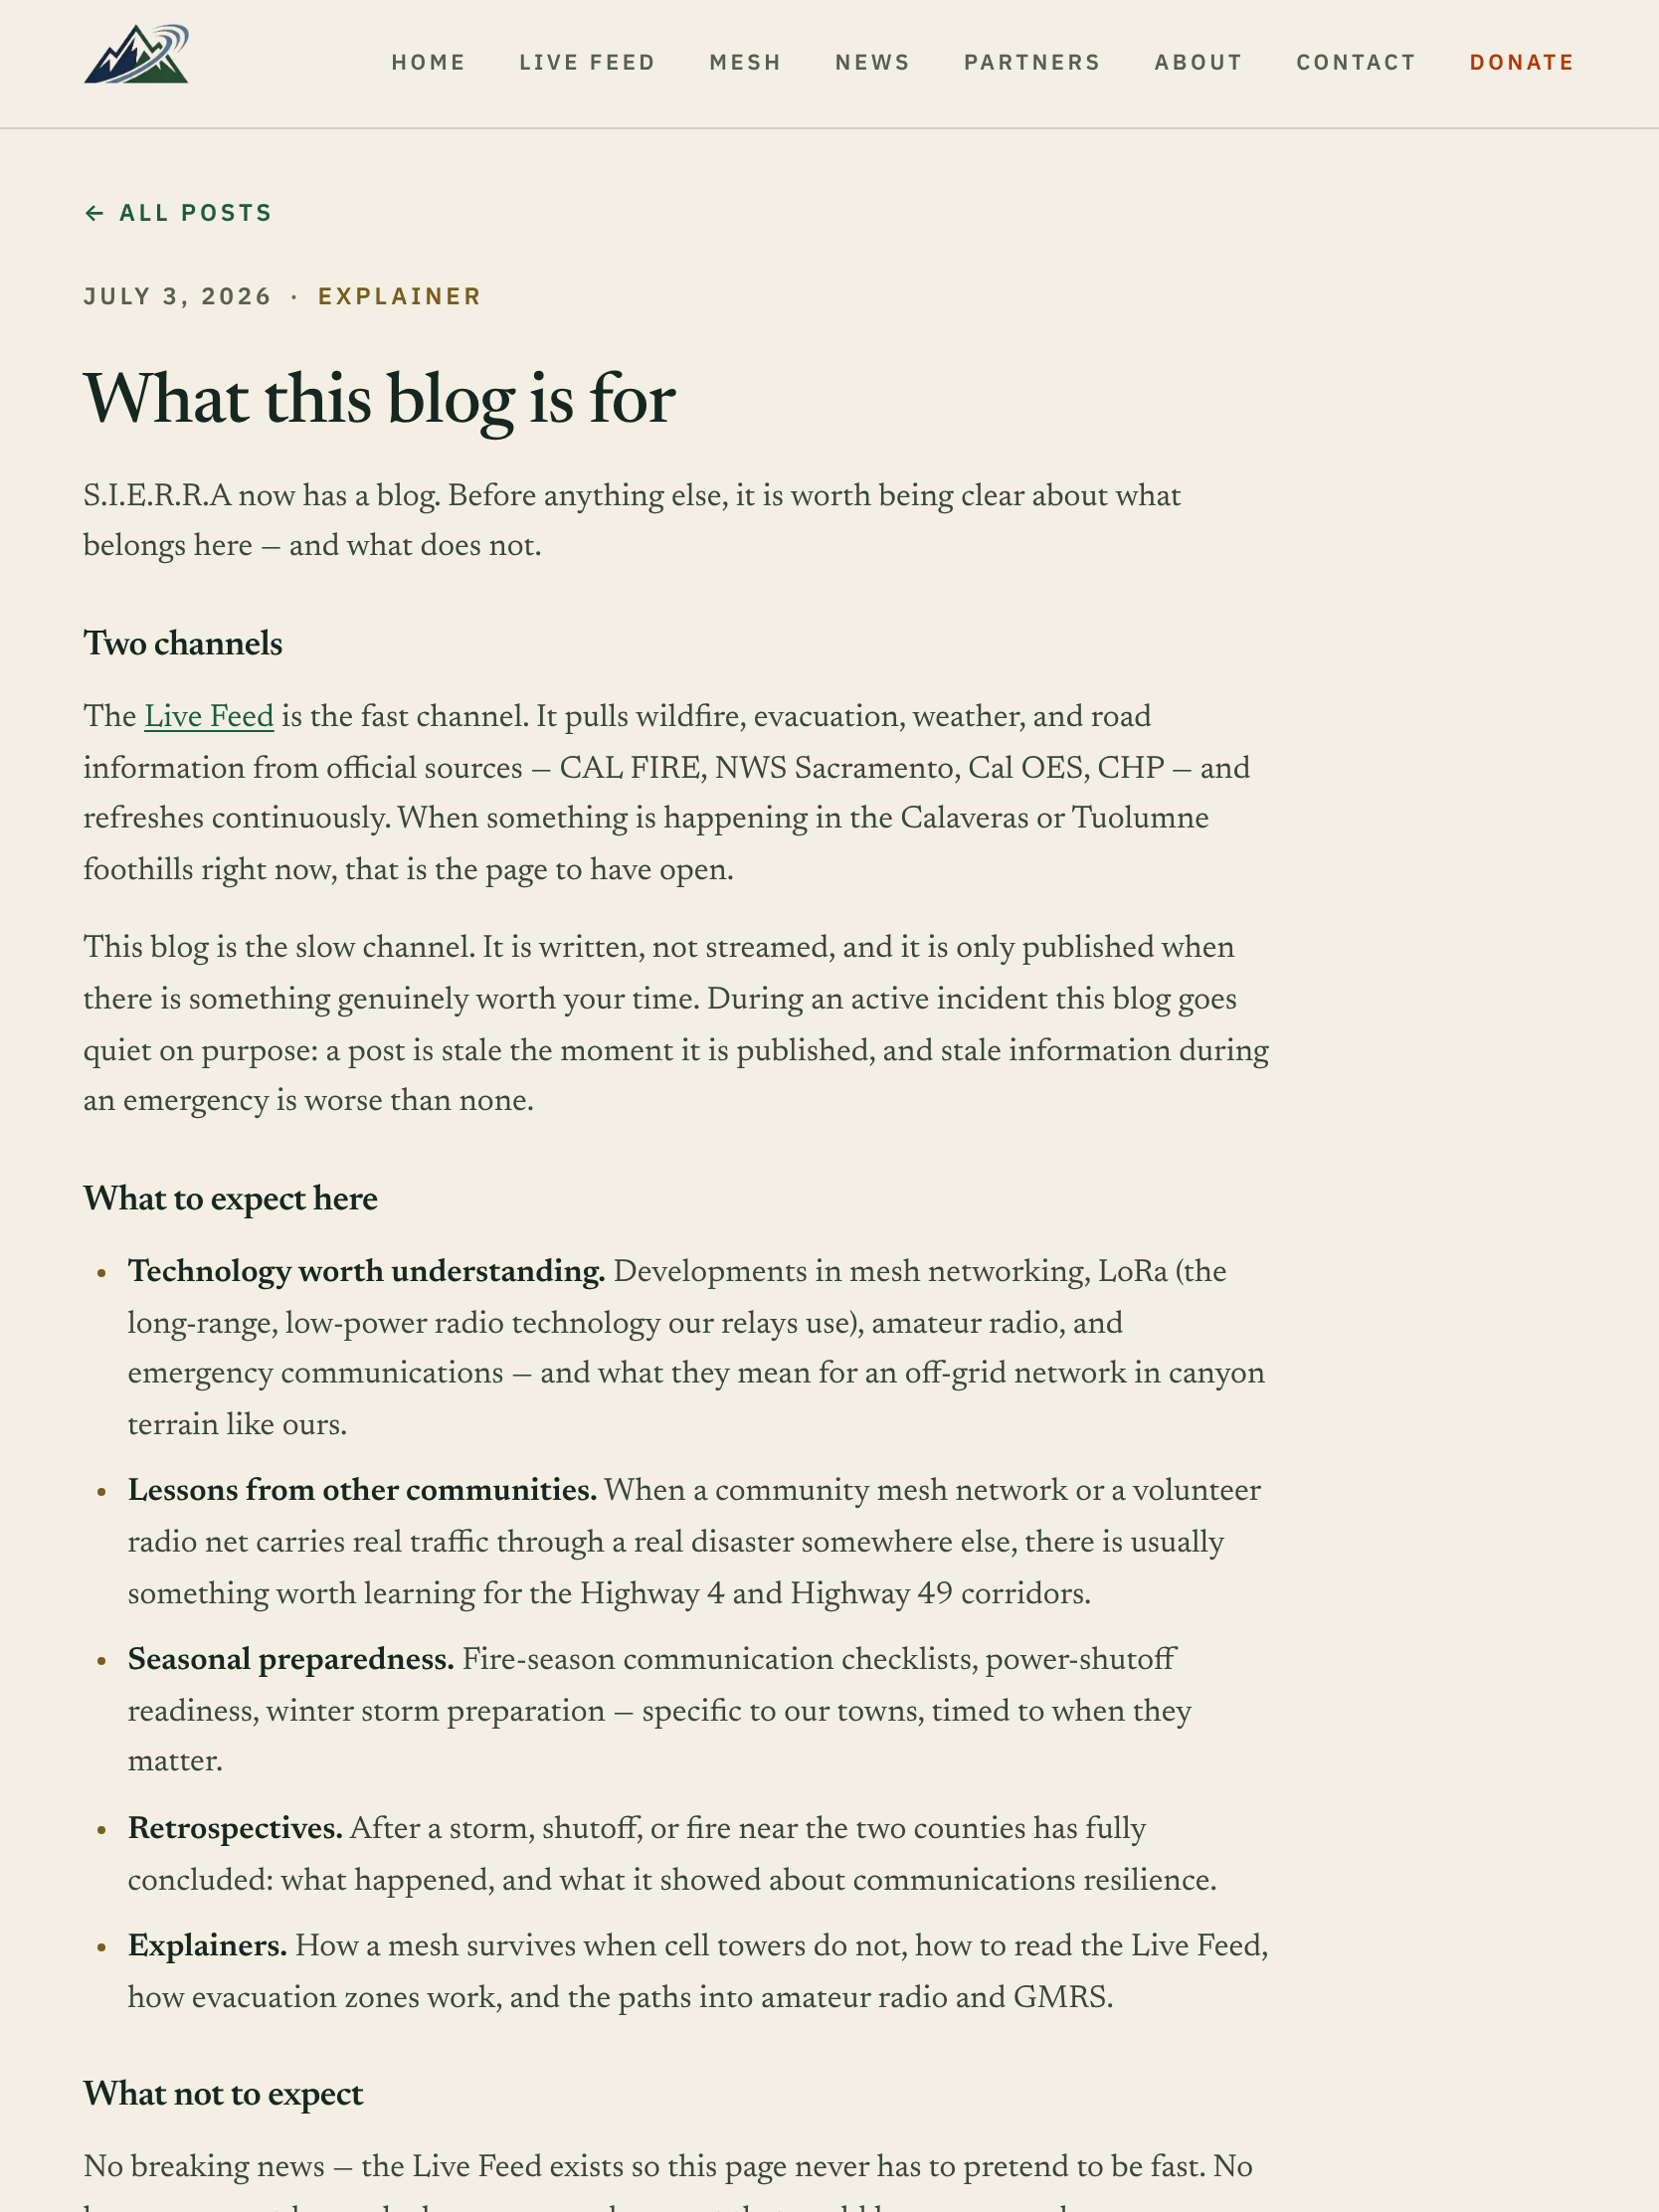 HOME LIVE FEED MESH NEWS PARTNERS ABOUT CONTACT DONATE
← ALL POSTS
JULY 3, 2026 · EXPLAINER
What this blog is for
S.I.E.R.R.A now has a blog. Before anything else, it is worth being clear about what
belongs here — and what does not.
Two channels
The Live Feed is the fast channel. It pulls wildfire, evacuation, weather, and road
information from official sources — CAL FIRE, NWS Sacramento, Cal OES, CHP — and
refreshes continuously. When something is happening in the Calaveras or Tuolumne
foothills right now, that is the page to have open.
This blog is the slow channel. It is written, not streamed, and it is only published when
there is something genuinely worth your time. During an active incident this blog goes
quiet on purpose: a post is stale the moment it is published, and stale information during
an emergency is worse than none.
What to expect here
• Technology worth understanding. Developments in mesh networking, LoRa (the
long-range, low-power radio technology our relays use), amateur radio, and
emergency communications — and what they mean for an off-grid network in canyon
terrain like ours.
• Lessons from other communities. When a community mesh network or a volunteer
radio net carries real traffic through a real disaster somewhere else, there is usually
something worth learning for the Highway 4 and Highway 49 corridors.
• Seasonal preparedness. Fire-season communication checklists, power-shutoff
readiness, winter storm preparation — specific to our towns, timed to when they
matter.
• Retrospectives. After a storm, shutoff, or fire near the two counties has fully
concluded: what happened, and what it showed about communications resilience.
• Explainers. How a mesh survives when cell towers do not, how to read the Live Feed,
how evacuation zones work, and the paths into amateur radio and GMRS.
What not to expect
No breaking news — the Live Feed exists so this page never has to pretend to be fast. No